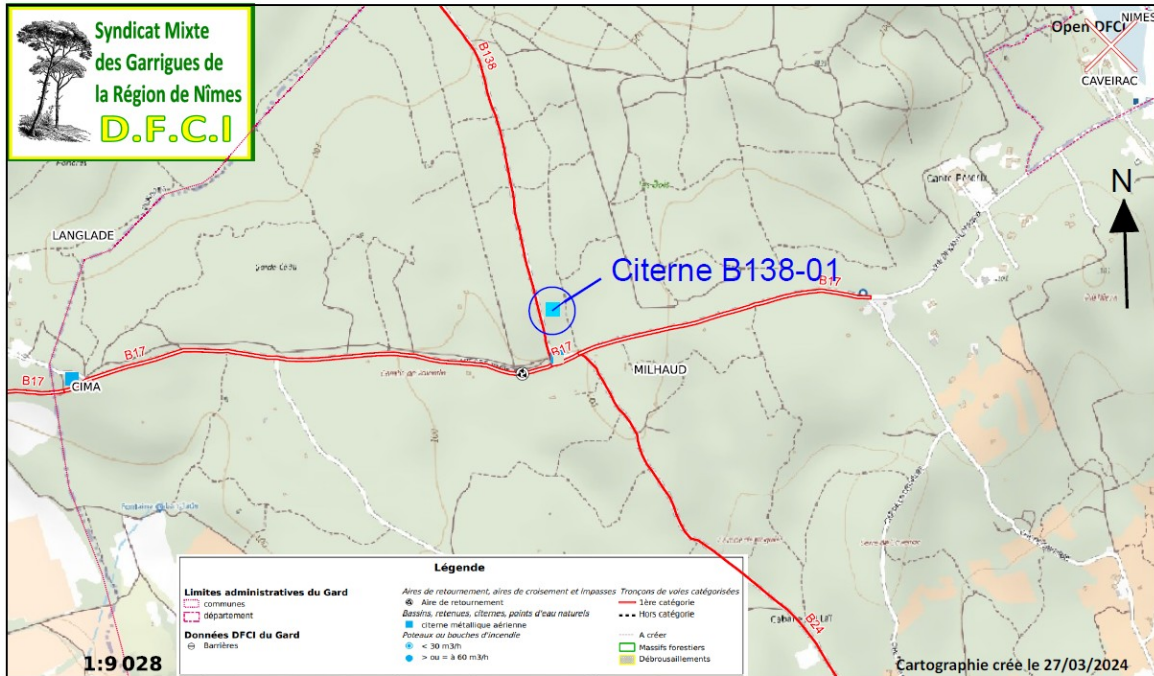 Syndicat Mixte
des Garrigues de
la Région de Nîmes
D.F.C.I
Open DFCI
NIMES
CAVEIRAC
B138
N
LANGLADE
Citerne B138-01
B17
B17
B17
B17
CIMA
MILHAUD
B24
Légende
Limites administratives du Gard
communes
département
Données DFCI du Gard
Barrières
Aires de retournement, aires de croisement et impasses
Aire de retournement
Bassins, retenues, citernes, points d'eau naturels
citerne métallique aérienne
Poteaux ou bouches d'incendie
< 30 m3/h
> ou = à 60 m3/h
Tronçons de voies catégorisées
1ère catégorie
Hors catégorie
A créer
Massifs forestiers
Débrousaillements
1:9 028
Cartographie crée le 27/03/2024